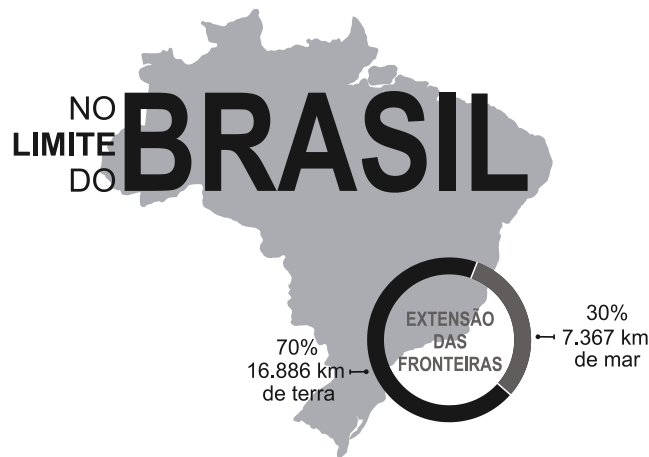 NO
LIMITE
DO
BRASIL
EXTENSÃO
DAS
FRONTEIRAS
70%
16.886 km
de terra
30%
7.367 km
de mar